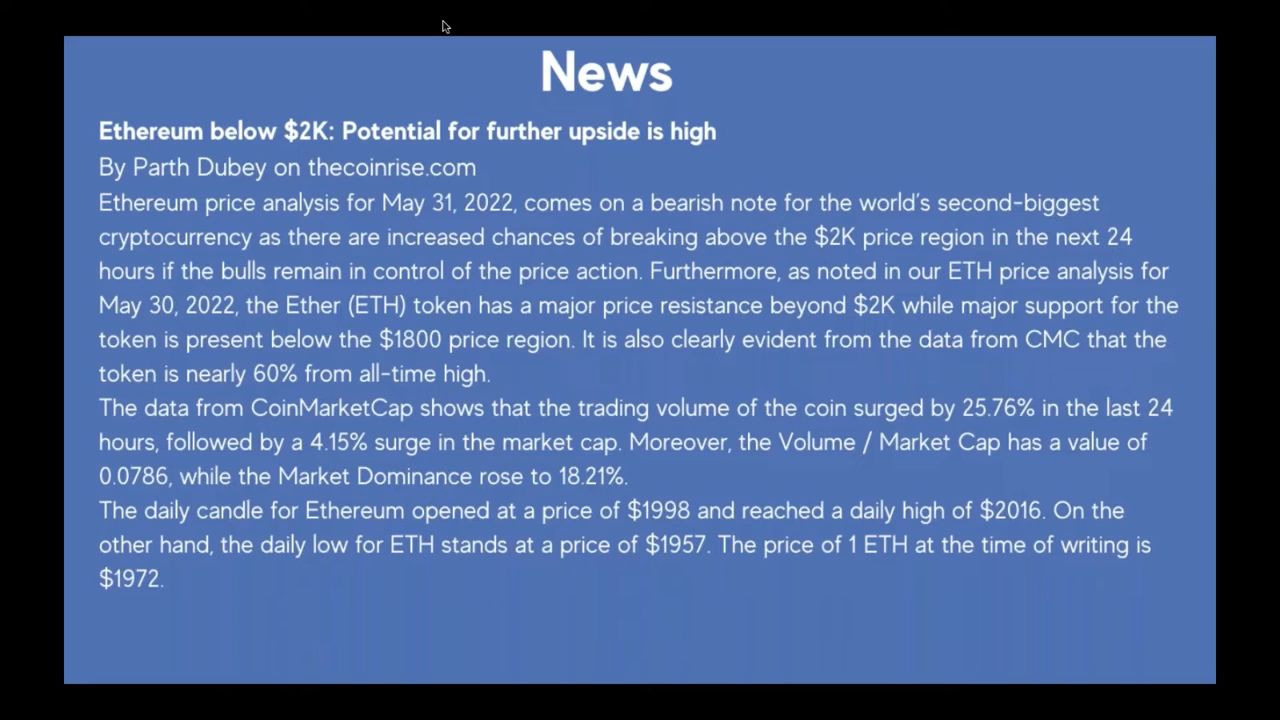 News
Ethereum below $2K: Potential for further upside is high
By Parth Dubey on thecoinrise.com
Ethereum price analysis for May 31, 2022, comes on a bearish note for the world's second-biggest
cryptocurrency as there are increased chances of breaking above the $2K price region in the next 24
hours if the bulls remain in control of the price action. Furthermore, as noted in our ETH price analysis for
May 30, 2022, the Ether (ETH) token has a major price resistance beyond $2K while major support for the
token is present below the $1800 price region. It is also clearly evident from the data from CMC that the
token is nearly 60% from all-time high.
The data from CoinMarketCap shows that the trading volume of the coin surged by 25.76% in the last 24
hours, followed by a 4.15% surge in the market cap. Moreover, the Volume / Market Cap has a value of
0.0786, while the Market Dominance rose to 18.21%.
The daily candle for Ethereum opened at a price of $1998 and reached a daily high of $2016. On the
other hand, the daily low for ETH stands at a price of $1957. The price of 1 ETH at the time of writing is
$1972.